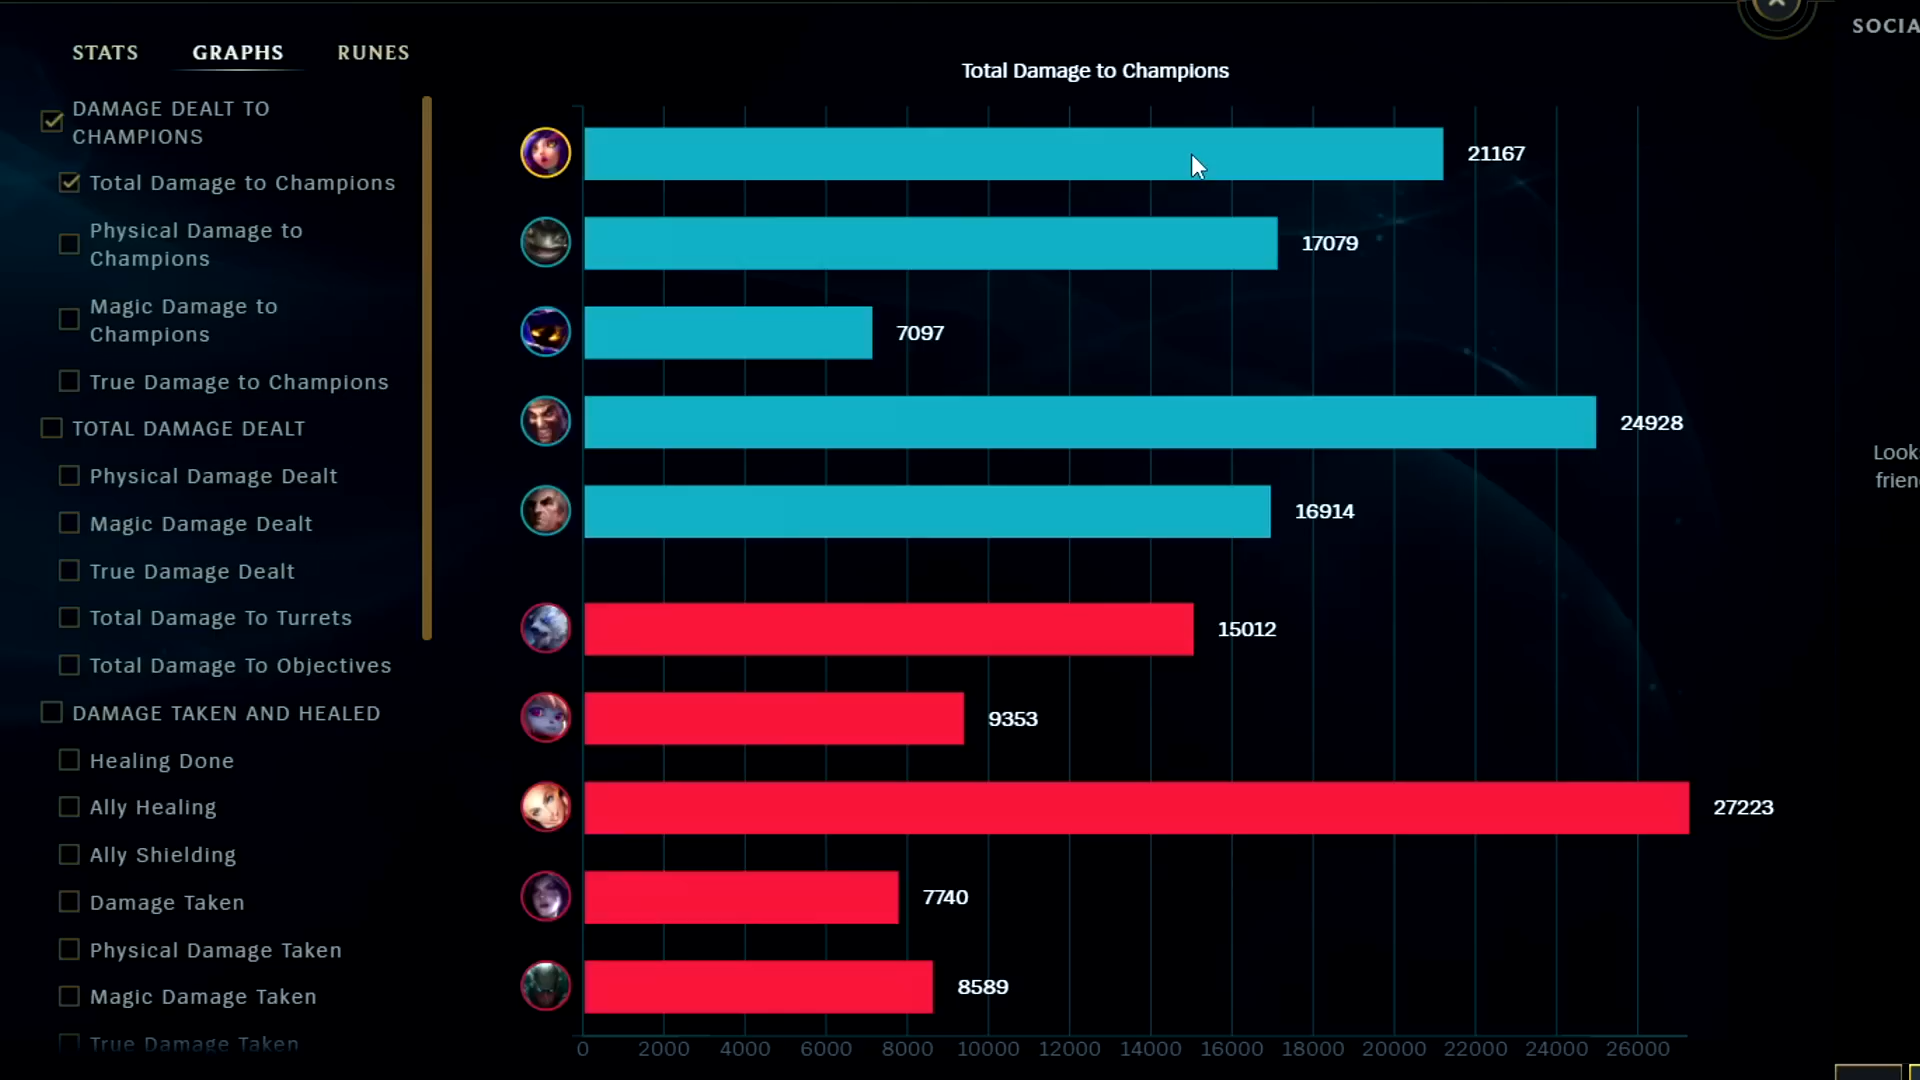 STATS GRAPHS RUNES
SOCIA
DAMAGE DEALT TO
CHAMPIONS
Total Damage to Champions
Physical Damage to
Champions
Magic Damage to
Champions
True Damage to Champions
TOTAL DAMAGE DEALT
Physical Damage Dealt
Magic Damage Dealt
True Damage Dealt
Total Damage To Turrets
Total Damage To Objectives
DAMAGE TAKEN AND HEALED
Healing Done
Ally Healing
Ally Shielding
Damage Taken
Physical Damage Taken
Magic Damage Taken
True Damage Taken
Total Damage to Champions
21167
17079
7097
24928
16914
15012
9353
27223
7740
8589
0 2000 4000 6000 8000 10000 12000 14000 16000 18000 20000 22000 24000 26000
Looks
frien